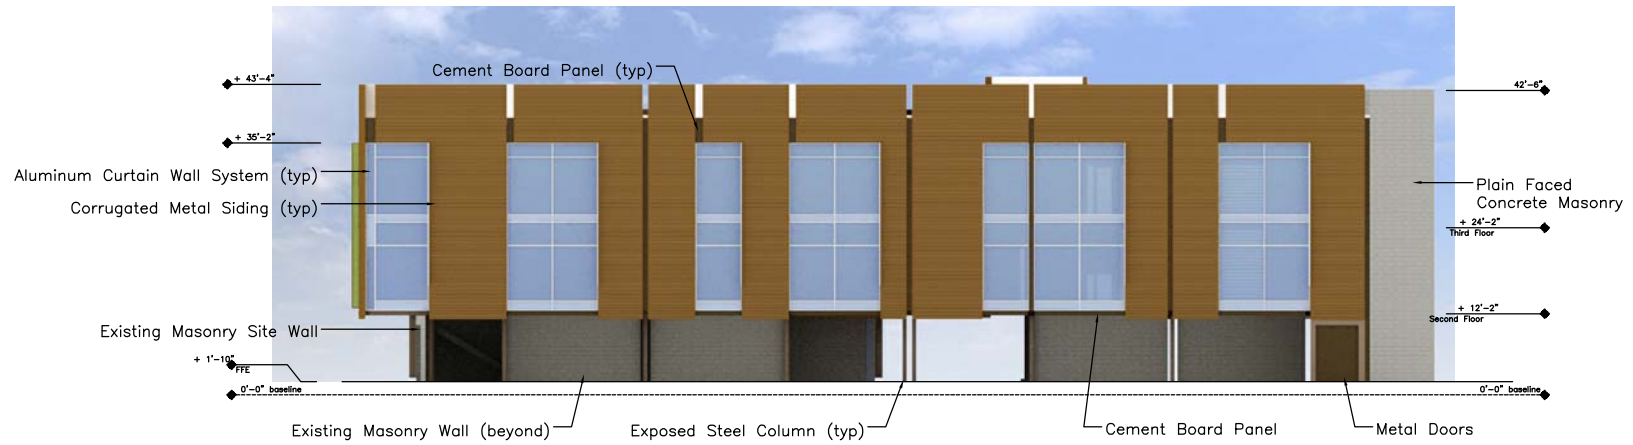 Cement Board Panel (typ)
+ 43'-4"
42'-6"
+ 35'-2"
Aluminum Curtain Wall System (typ)
Corrugated Metal Siding (typ)
Plain Faced
Concrete Masonry
+ 24'-2"
Third Floor
+ 12'-2"
Second Floor
Existing Masonry Site Wall
+ 1'-10"
FFE
0'-0" baseline
0'-0" baseline
Existing Masonry Wall (beyond)
Exposed Steel Column (typ)
Cement Board Panel
Metal Doors